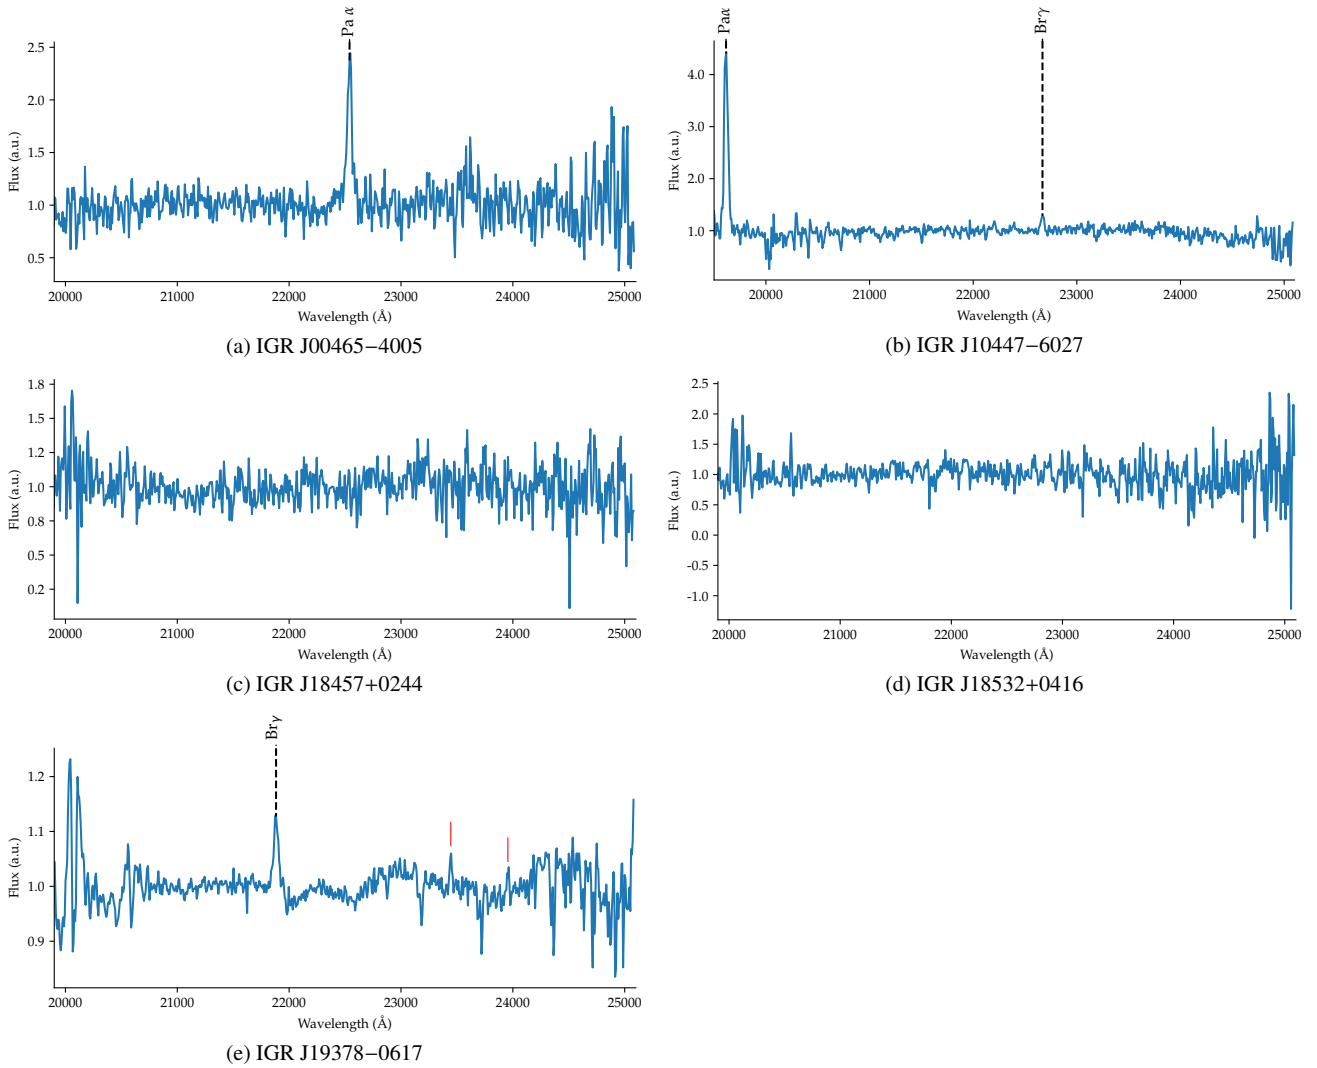 Pa α
2.5
2.0
1.5
1.0
0.5
Flux (a.u.)
20000 21000 22000 23000 24000 25000
Wavelength (Å)
(a) IGR J00465−4005
Paα
Brγ
4.0
3.0
2.0
1.0
Flux (a.u.)
20000 21000 22000 23000 24000 25000
Wavelength (Å)
(b) IGR J10447−6027
1.8
1.5
1.2
1.0
0.8
0.5
0.2
Flux (a.u.)
20000 21000 22000 23000 24000 25000
Wavelength (Å)
(c) IGR J18457+0244
2.5
2.0
1.5
1.0
0.5
0.0
-0.5
-1.0
Flux (a.u.)
20000 21000 22000 23000 24000 25000
Wavelength (Å)
(d) IGR J18532+0416
Brγ
1.2
1.1
1.0
0.9
Flux (a.u.)
20000 21000 22000 23000 24000 25000
Wavelength (Å)
(e) IGR J19378−0617